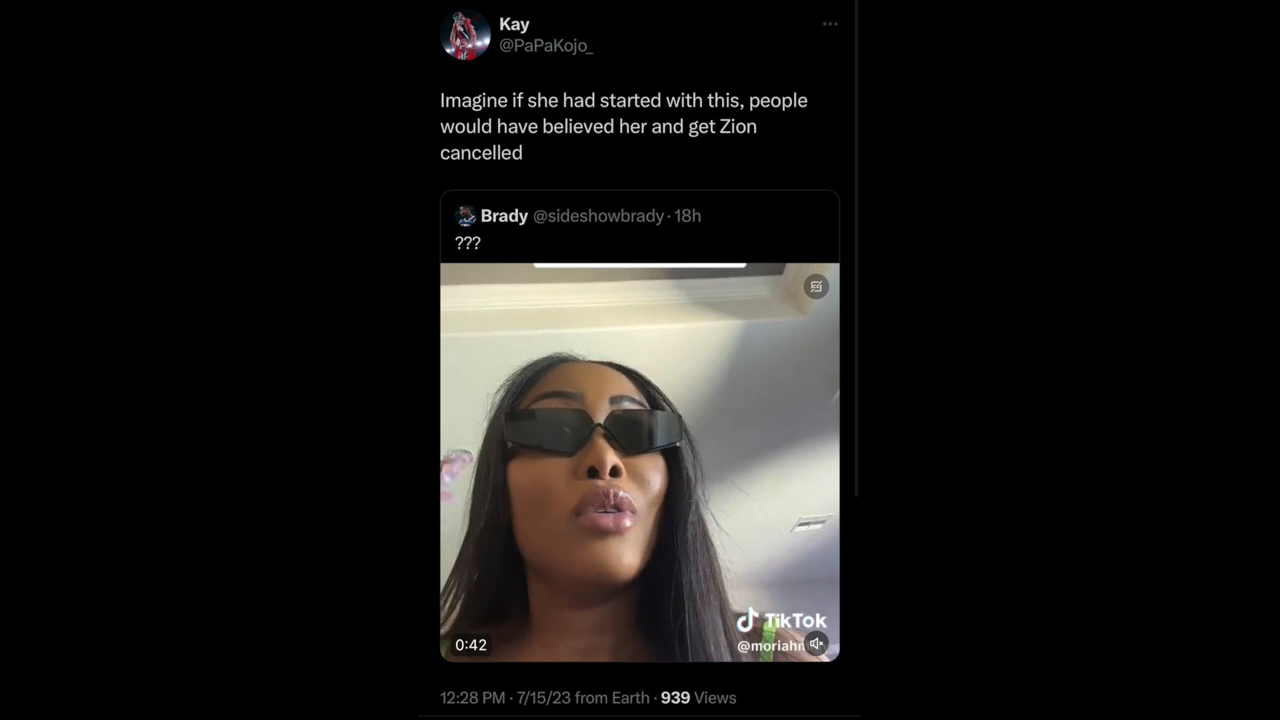 Kay
@PaPaKojo_
Imagine if she had started with this, people
would have believed her and get Zion
cancelled
Brady @sideshowbrady · 18h
???
TikTok
0:42
12:28 PM · 7/15/23 from Earth · 939 Views